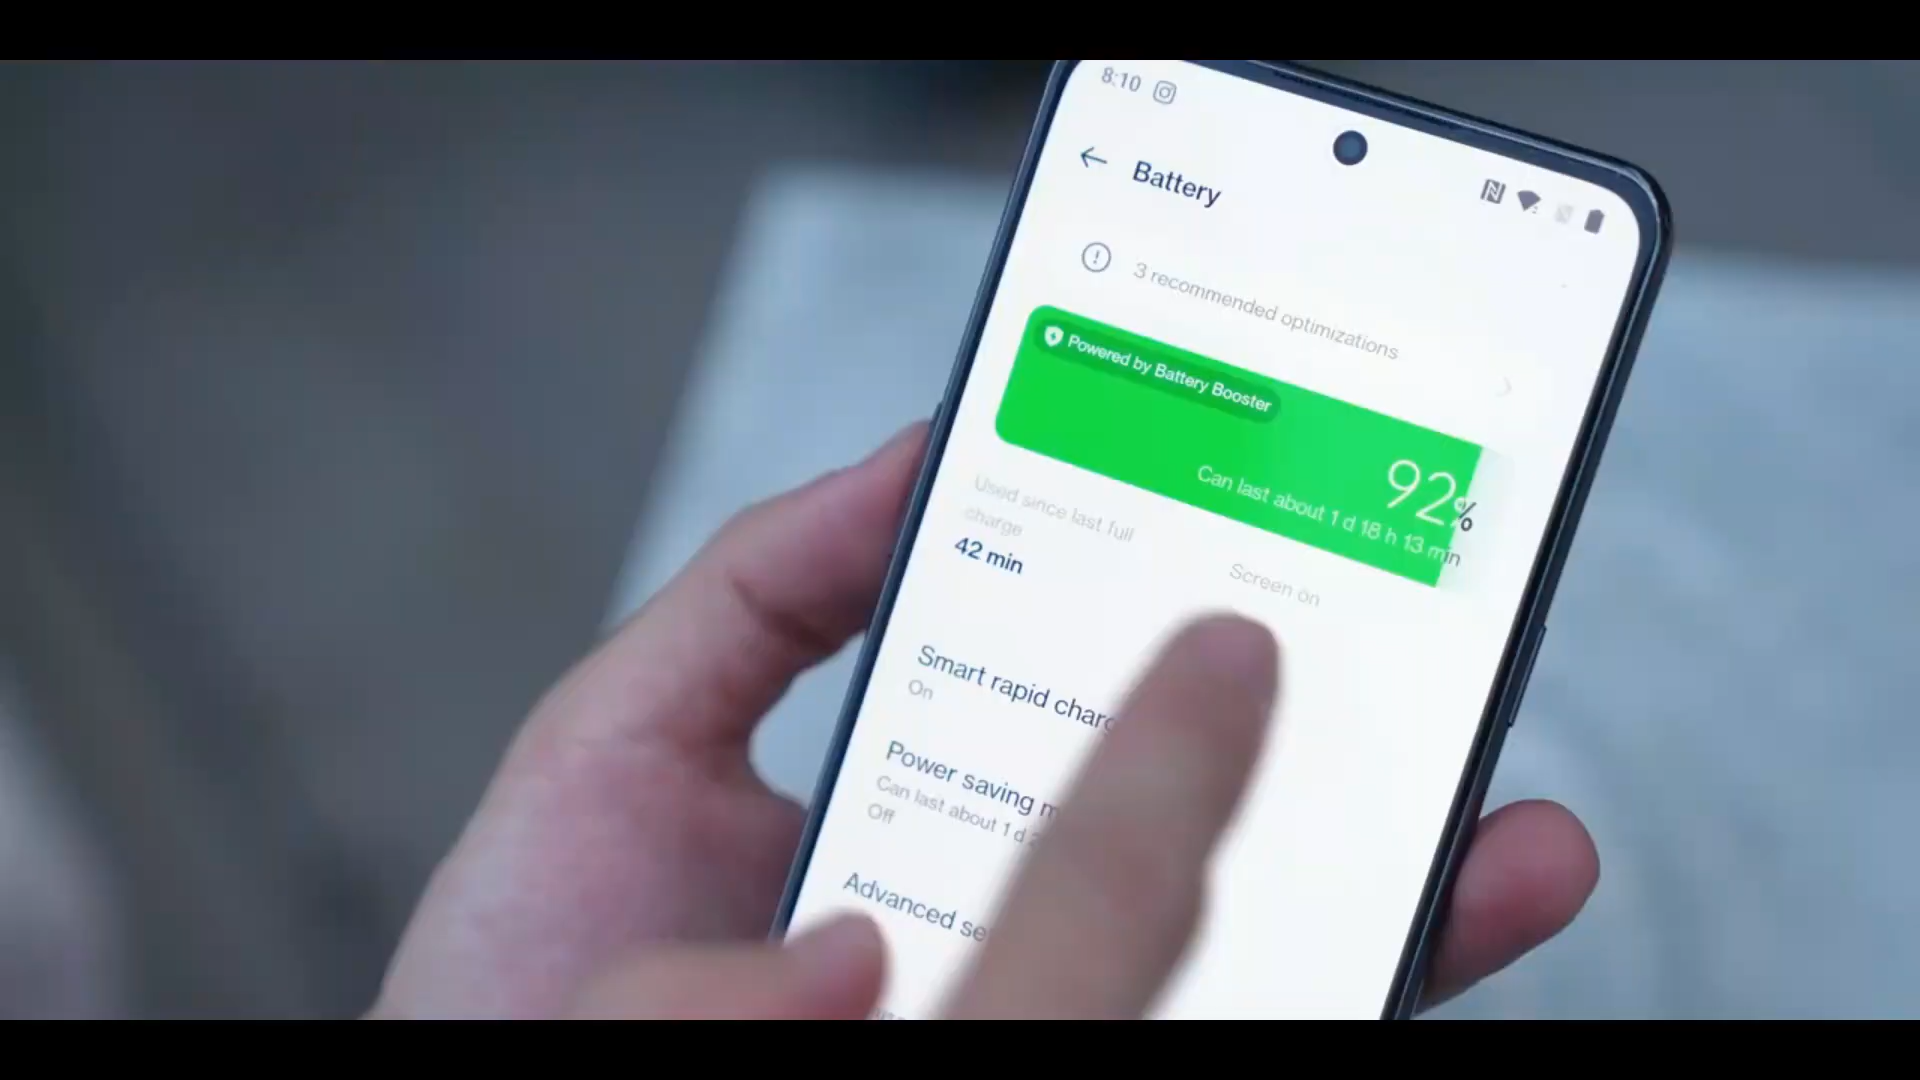 8:10
Battery
3 recommended optimizations
Powered by Battery Booster
92%
Can last about 1 d 18 h 13 min
Used since last full
charge
42 min
Screen on
Smart rapid charg
On
Power saving m
Can last about 1 d
Off
Advanced se